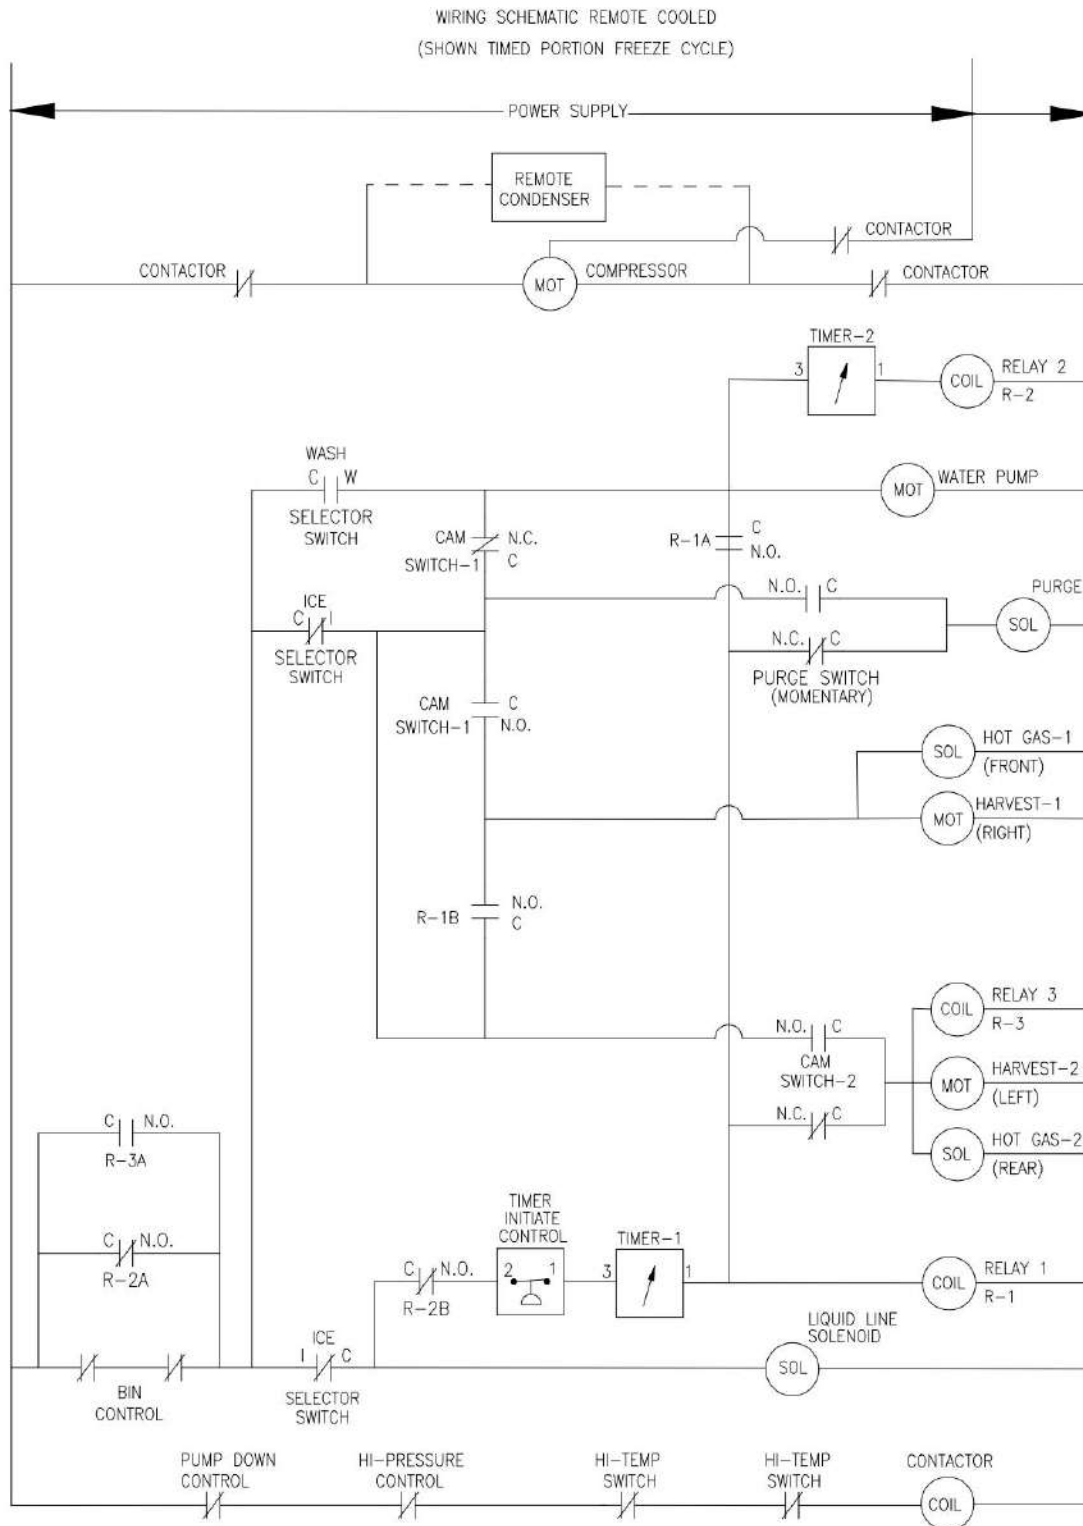 WIRING SCHEMATIC REMOTE COOLED
(SHOWN TIMED PORTION FREEZE CYCLE)
POWER SUPPLY
REMOTE
CONDENSER
CONTACTOR
CONTACTOR
MOT
COMPRESSOR
CONTACTOR
TIMER-2
3
1
COIL
RELAY 2
R-2
WASH
C
W
SELECTOR
SWITCH
MOT
WATER PUMP
CAM
SWITCH-1
N.C.
C
R-1A
C
N.O.
ICE
C
I
SELECTOR
SWITCH
N.O.
C
N.C.
C
PURGE SWITCH
(MOMENTARY)
PURGE
SOL
CAM
SWITCH-1
C
N.O.
SOL
HOT GAS-1
(FRONT)
MOT
HARVEST-1
(RIGHT)
R-1B
N.O.
C
N.O.
C
CAM
SWITCH-2
N.C.
C
COIL
RELAY 3
R-3
MOT
HARVEST-2
(LEFT)
SOL
HOT GAS-2
(REAR)
C
N.O.
R-3A
C
N.O.
R-2A
TIMER
INITIATE
CONTROL
2
1
C
N.O.
R-2B
TIMER-1
3
1
COIL
RELAY 1
R-1
LIQUID LINE
SOLENOID
SOL
BIN
CONTROL
ICE
I
C
SELECTOR
SWITCH
PUMP DOWN
CONTROL
HI-PRESSURE
CONTROL
HI-TEMP
SWITCH
HI-TEMP
SWITCH
CONTACTOR
COIL